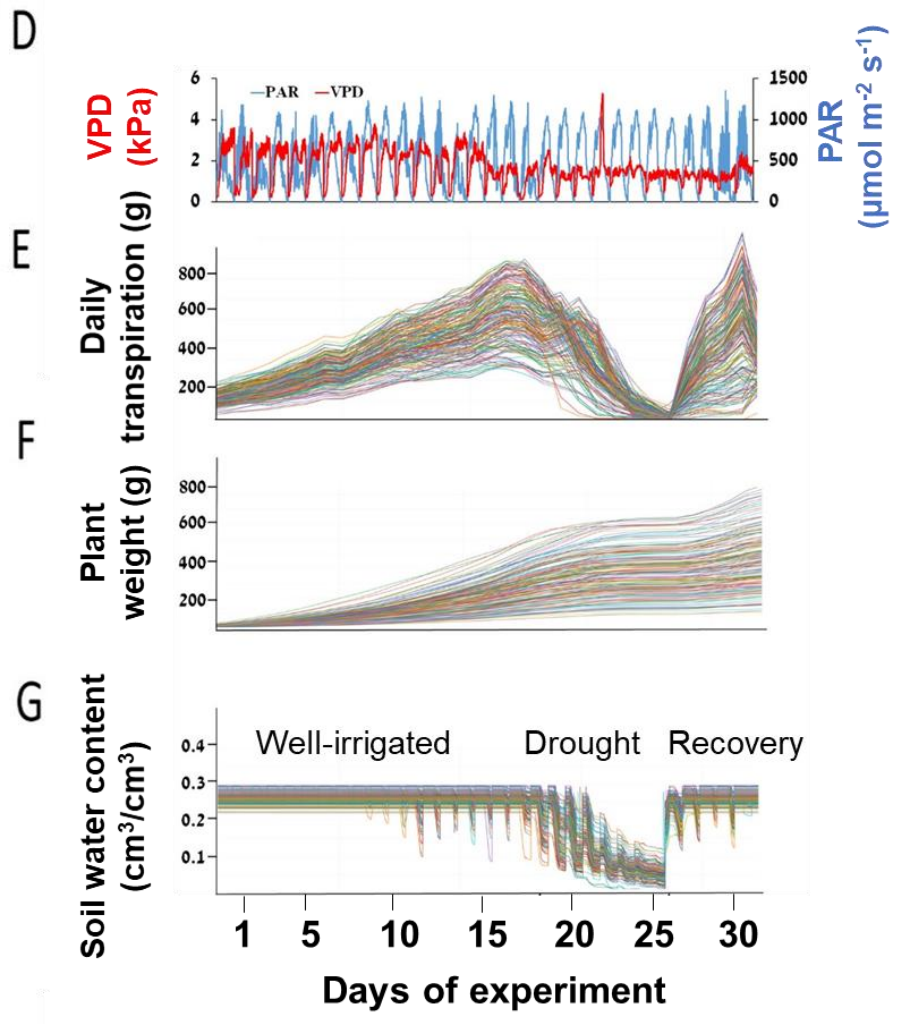 D
VPD
(kPa)
6
4
2
0
PAR VPD
1500
1000
500
0
PAR
(µmol m-2 s-1)
E
Daily
transpiration (g)
800
600
400
200
F
Plant
weight (g)
800
600
400
200
G
Soil water content
(cm3/cm3)
0.4
0.3
0.2
0.1
Well-irrigated Drought Recovery
1 5 10 15 20 25 30
Days of experiment